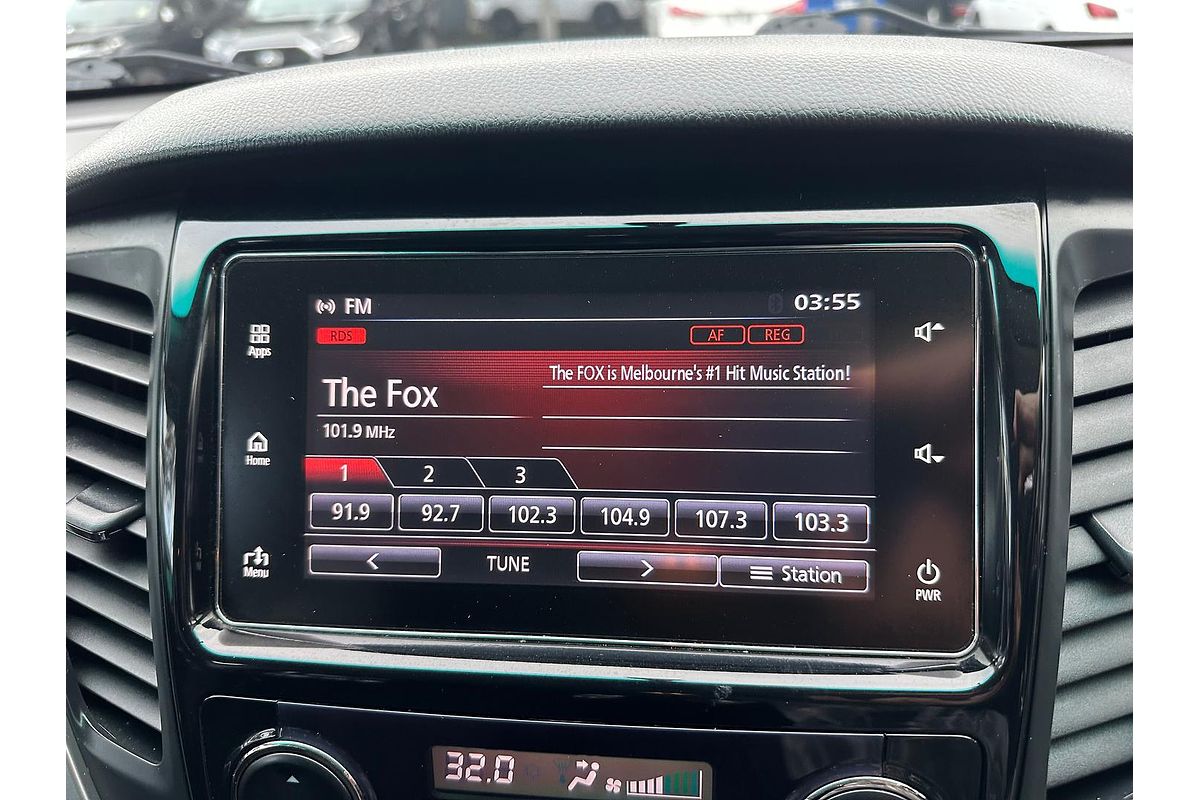 FM
03:55
RDS
AF REG
Apps
The FOX is Melbourne's #1 Hit Music Station!
The Fox
101.9 MHz
Home
1 2 3
91.9 92.7 102.3 104.9 107.3 103.3
< TUNE > Station
Menu
PWR
32.0